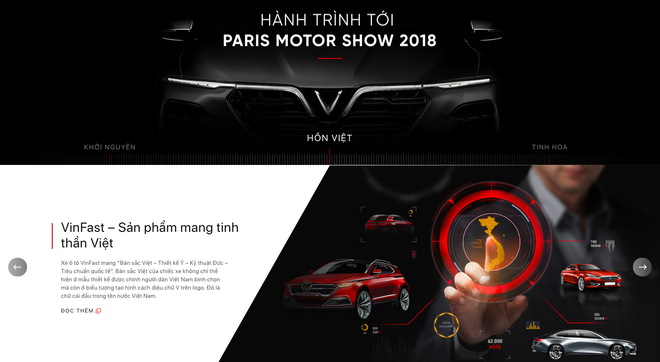 HÀNH TRÌNH TỚI
PARIS MOTOR SHOW 2018
HỒN VIỆT
KHỞI NGUYÊN
TINH HOA
VinFast – Sản phẩm mang tinh
thần Việt
Xe ô tô VinFast mang "Bản sắc Việt – Thiết kế Ý – Kỹ thuật Đức –
Tiêu chuẩn quốc tế". Bản sắc Việt của chiếc xe không chỉ thể
hiện ở mẫu thiết kế được chính người dân Việt Nam bình chọn
mà còn ở biểu tượng tạo hình cách điệu chữ V trên logo. Đó là
chữ cái đầu trong tên nước Việt Nam.
ĐỌC THÊM
62.000